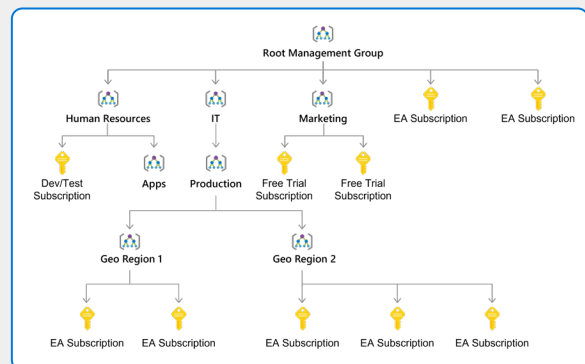 Root Management Group
Human Resources
IT
Marketing
EA Subscription
EA Subscription
Dev/Test
Subscription
Apps
Production
Free Trial
Subscription
Free Trial
Subscription
Geo Region 1
Geo Region 2
EA Subscription
EA Subscription
EA Subscription
EA Subscription
EA Subscription